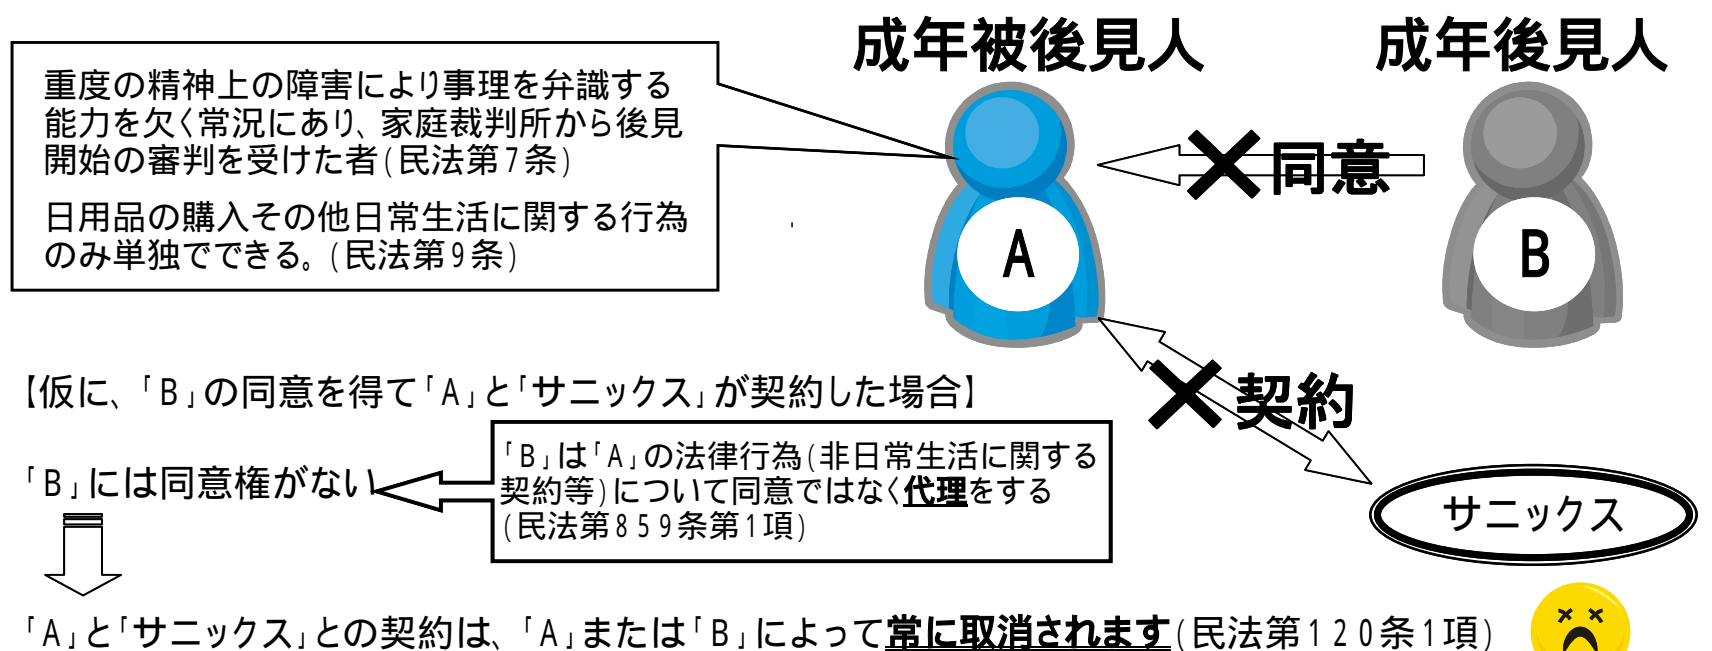 成年被後見人
成年後見人
重度の精神上の障害により事理を弁識する
能力を欠く常況にあり、家庭裁判所から後見
開始の審判を受けた者(民法第7条)
日用品の購入その他日常生活に関する行為
のみ単独でできる。(民法第9条)
同意
A
B
契約
【仮に、「B」の同意を得て「A」と「サニックス」が契約した場合】
「B」には同意権がない
「B」は「A」の法律行為(非日常生活に関する
契約等)について同意ではなく代理をする
(民法第859条第1項)
サニックス
「A」と「サニックス」との契約は、「A」または「B」によって常に取消されます(民法第120条1項)